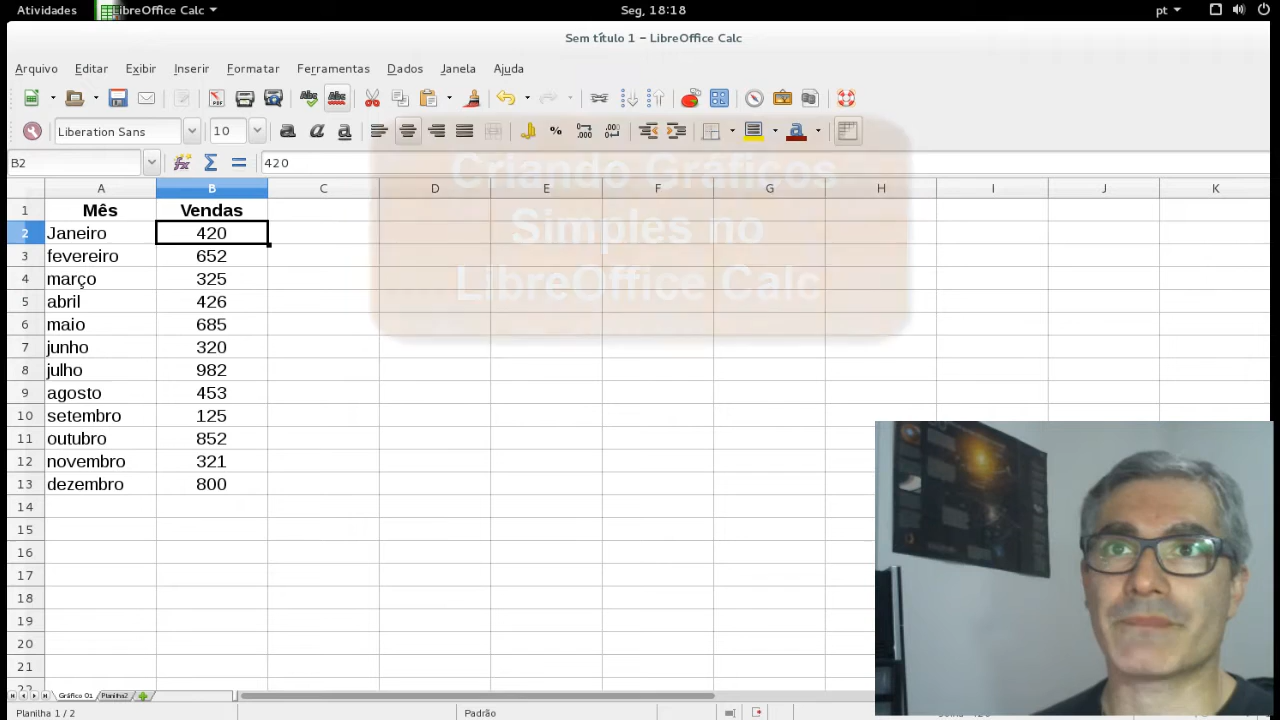 Atividades LibreOffice Calc Seg, 18:18 pt
Sem título 1 - LibreOffice Calc
Arquivo Editar Exibir Inserir Formatar Ferramentas Dados Janela Ajuda
Liberation Sans 10
B2 420
A B C D E F G H I J K
Criando Gráficos
Simples no
LibreOffice Calc
1 Mês Vendas
2 Janeiro 420
3 fevereiro 652
4 março 325
5 abril 426
6 maio 685
7 junho 320
8 julho 982
9 agosto 453
10 setembro 125
11 outubro 852
12 novembro 321
13 dezembro 800
14
15
16
17
18
19
20
21
22
Gráfico 01 Planilha2
Planilha 1 / 2 Padrão